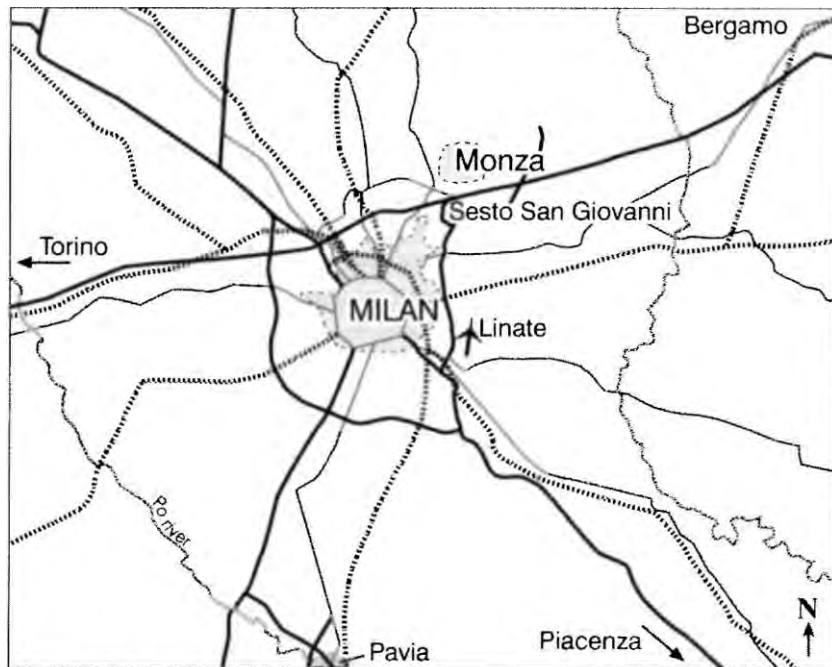 Bergamo
Monza
Sesto San Giovanni
Torino
MILAN
Linate
Po river
N
Piacenza
Pavia